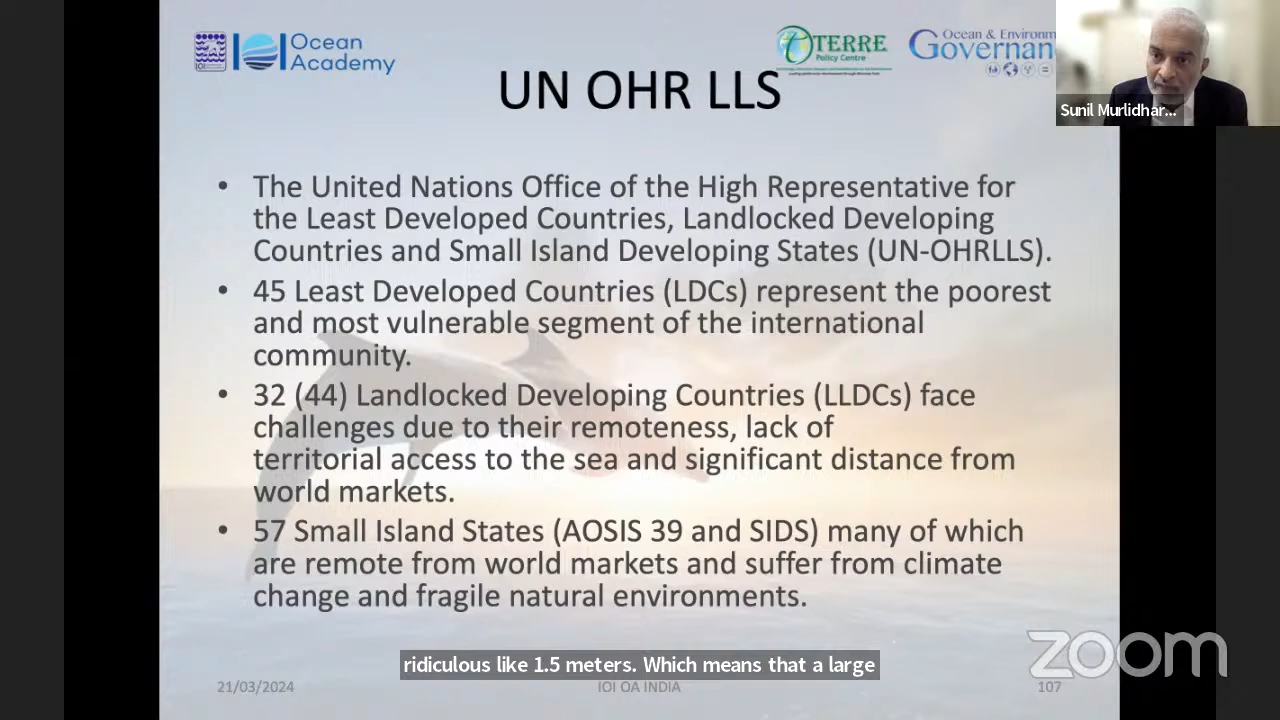 IOI
Ocean
Academy
TERRE
Policy Centre
Ocean & Environm
Governan
UN OHR LLS
Sunil Murlidhar...
• The United Nations Office of the High Representative for
the Least Developed Countries, Landlocked Developing
Countries and Small Island Developing States (UN-OHRLLS).
• 45 Least Developed Countries (LDCs) represent the poorest
and most vulnerable segment of the international
community.
• 32 (44) Landlocked Developing Countries (LLDCs) face
challenges due to their remoteness, lack of
territorial access to the sea and significant distance from
world markets.
• 57 Small Island States (AOSIS 39 and SIDS) many of which
are remote from world markets and suffer from climate
change and fragile natural environments.
ridiculous like 1.5 meters. Which means that a large
zoom
21/03/2024
IOI OA INDIA
107